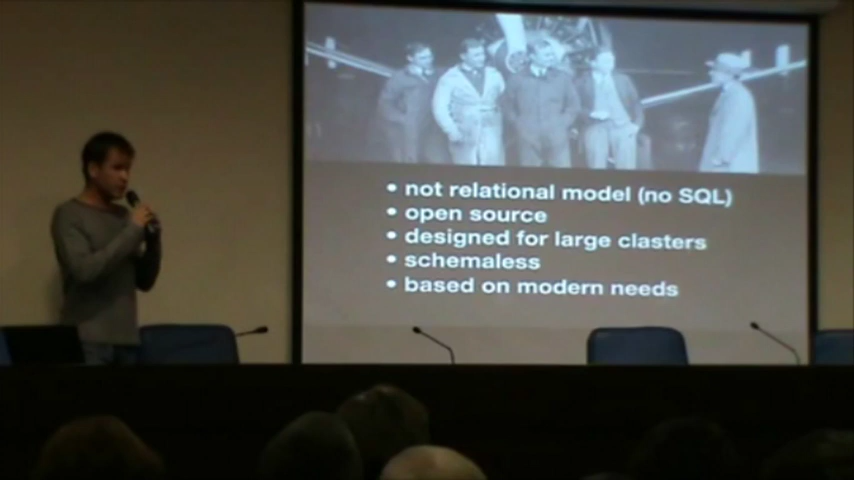 • not relational model (no SQL)
• open source
• designed for large clasters
• schemaless
• based on modern needs